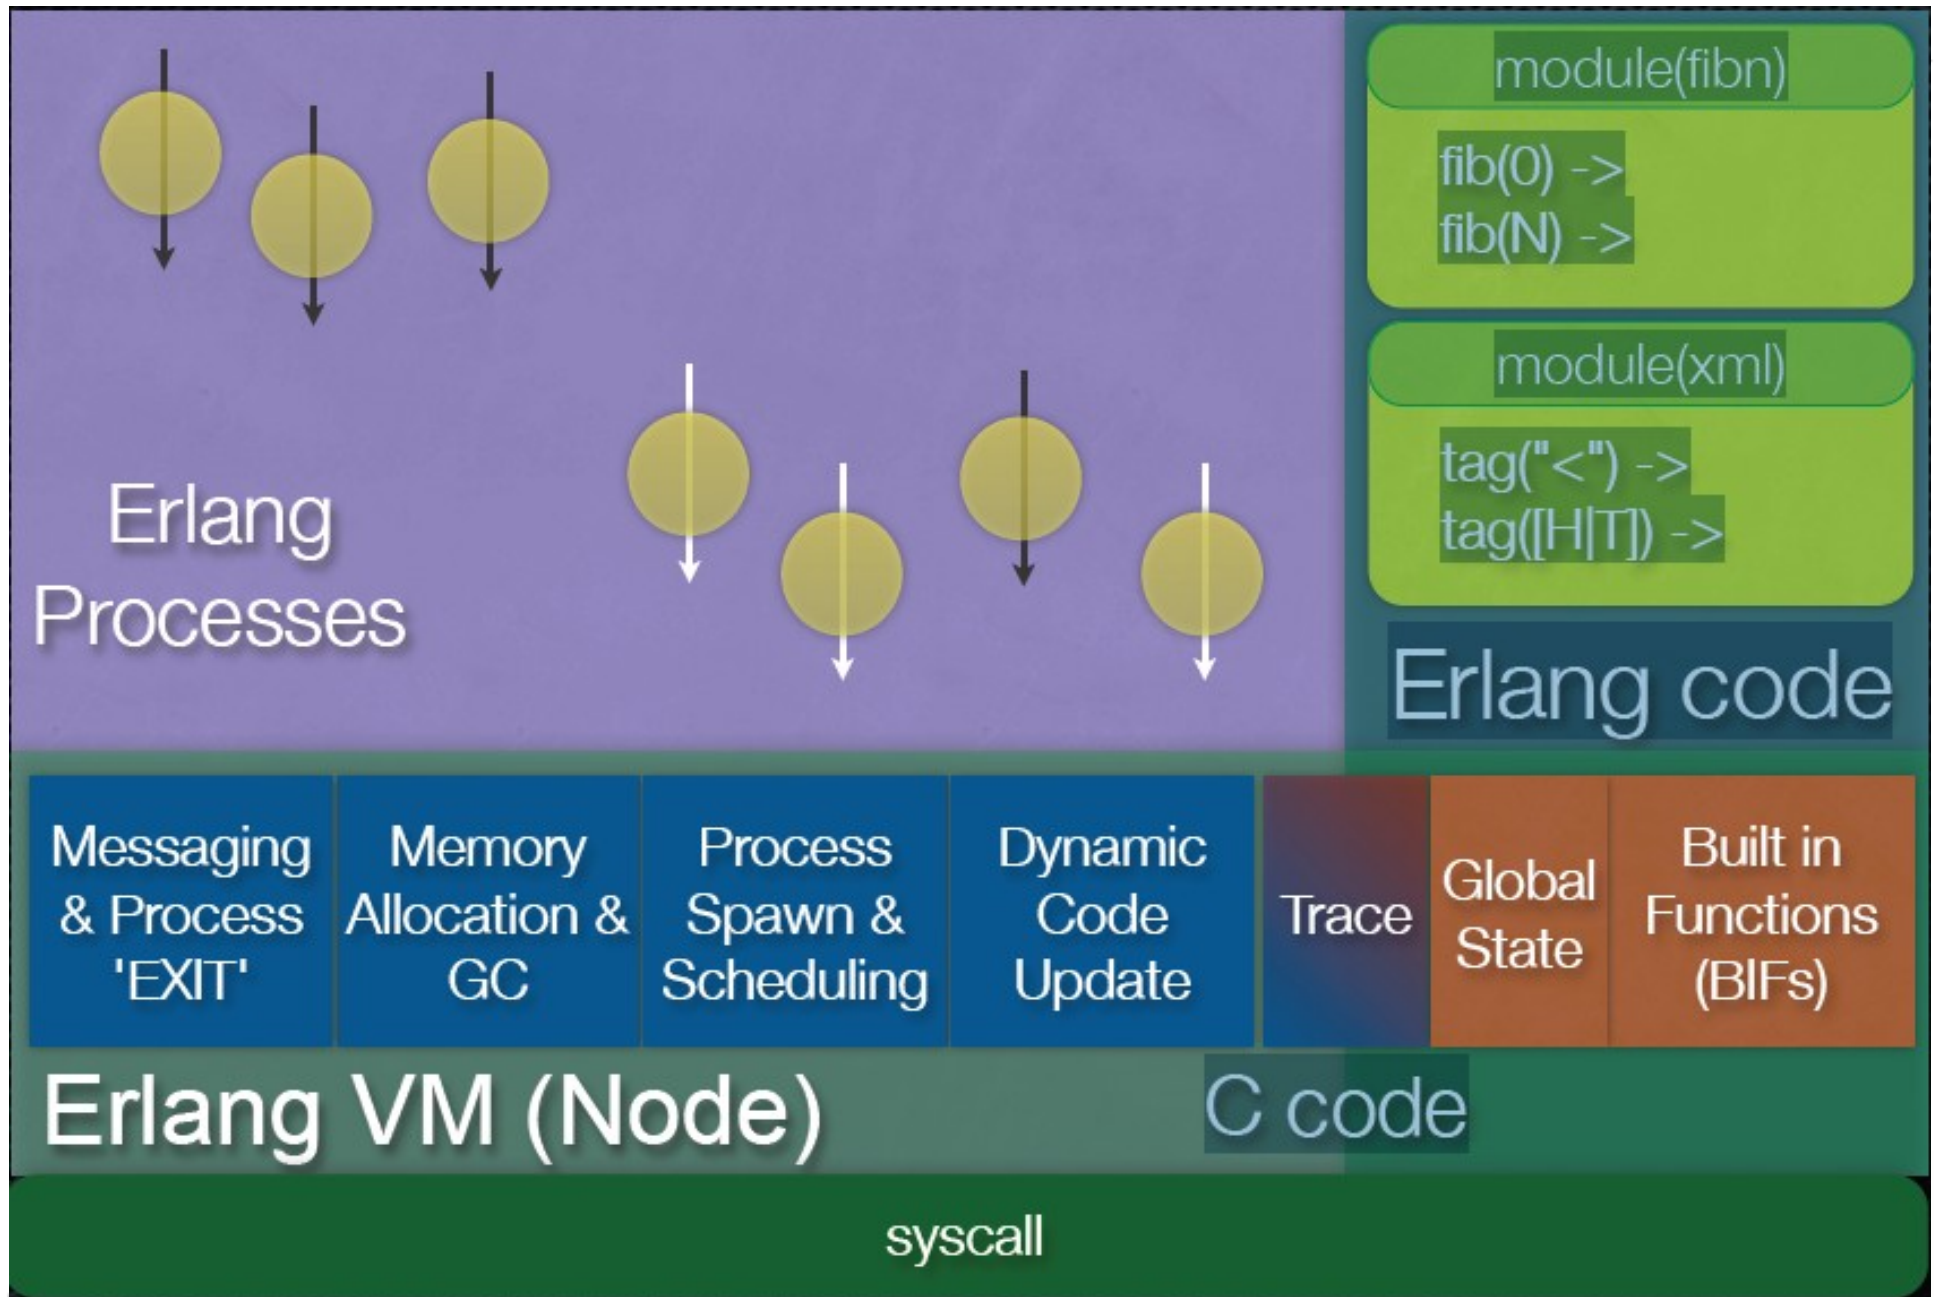 module(fibn)
fib(0) ->
fib(N) ->
module(xml)
tag("<") ->
tag([H|T]) ->
Erlang
Processes
Erlang code
Messaging
& Process
'EXIT'
Memory
Allocation &
GC
Process
Spawn &
Scheduling
Dynamic
Code
Update
Trace
Global
State
Built in
Functions
(BIFs)
Erlang VM (Node)
C code
syscall